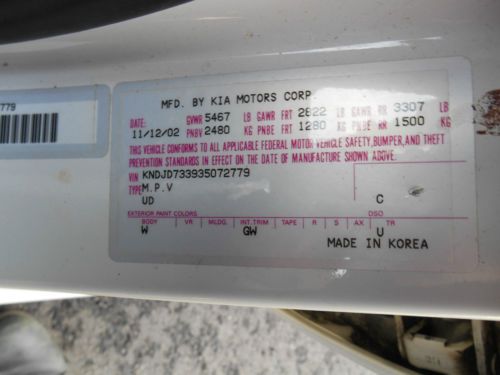 779
MFD. BY KIA MOTORS CORP.
DATE: GVWR 5467 LB GAWR FRT 2822 LB GAWR RR 3307 LB
11/12/02 PNBV 2480 KG PNBE FRT 1280 KG PNBE RR 1500 KG
THIS VEHICLE CONFORMS TO ALL APPLICABLE FEDERAL MOTOR VEHICLE SAFETY,BUMPER,AND THEFT
PREVENTION STANDARDS IN EFFECT ON THE DATE OF MANUFACTURE SHOWN ABOVE.
VIN KNDJD733935072779
TYPE M.P.V
UD C
EXTERIOR PAINT COLORS DSO
BODY VR MLDG. INT.TRIM TAPE R S AX TR
W GW U
MADE IN KOREA